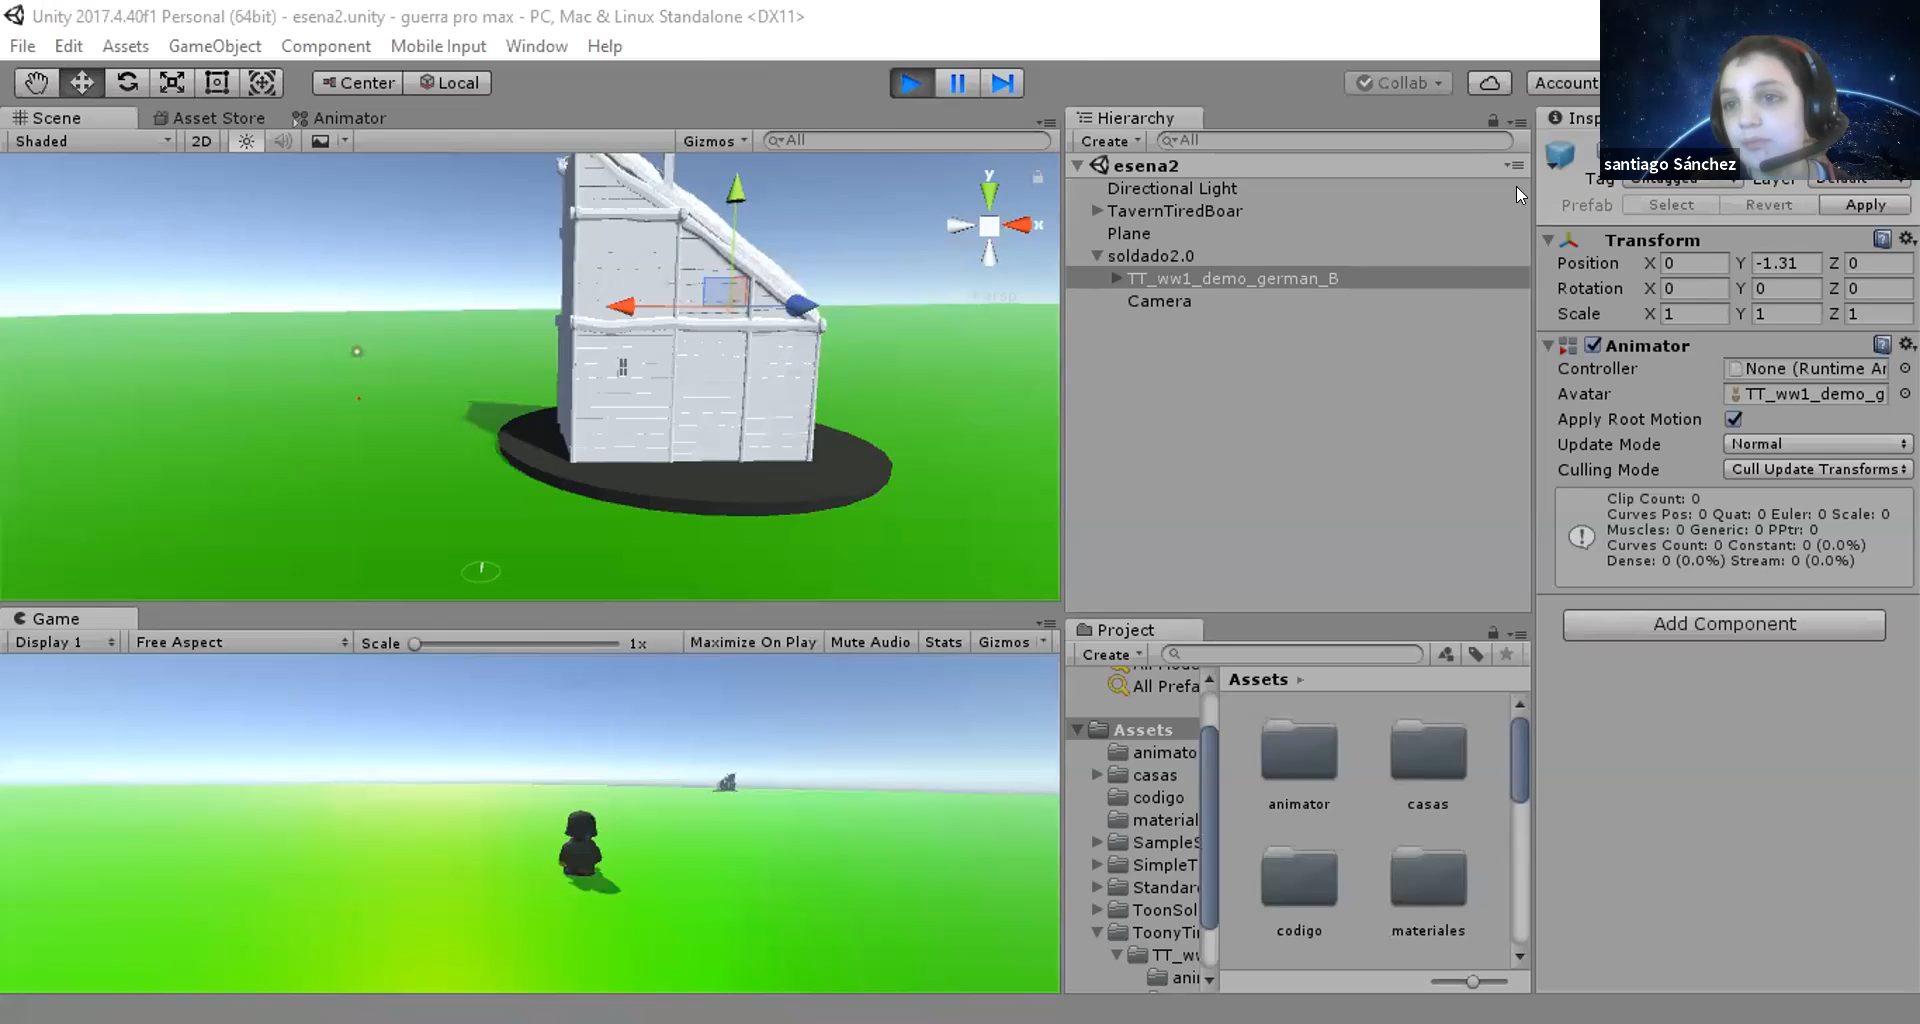 Unity 2017.4.40f1 Personal (64bit) - esena2.unity - guerra pro max - PC, Mac & Linux Standalone <DX11>
File Edit Assets GameObject Component Mobile Input Window Help
Center Local Collab Account
Scene Asset Store Animator
Shaded 2D Gizmos All
y
x
Persp
Game
Display 1 Free Aspect Scale 1x Maximize On Play Mute Audio Stats Gizmos
Hierarchy
Create All
esena2
Directional Light
TavernTiredBoar
Plane
soldado2.0
TT_ww1_demo_german_B
Camera
Project
Create
All Prefa
Assets
animato
casas
codigo
material
SampleS
SimpleT
Standar
ToonSol
ToonyTi
TT_w
ani
Assets
animator casas
codigo materiales
santiago Sánchez
Insp
Tag Untagged Layer Default
Prefab Select Revert Apply
Transform
Position X 0 Y -1.31 Z 0
Rotation X 0 Y 0 Z 0
Scale X 1 Y 1 Z 1
Animator
Controller None (Runtime Ar
Avatar TT_ww1_demo_g
Apply Root Motion
Update Mode Normal
Culling Mode Cull Update Transforms
Clip Count: 0
Curves Pos: 0 Quat: 0 Euler: 0 Scale: 0
Muscles: 0 Generic: 0 PPtr: 0
Curves Count: 0 Constant: 0 (0.0%)
Dense: 0 (0.0%) Stream: 0 (0.0%)
Add Component